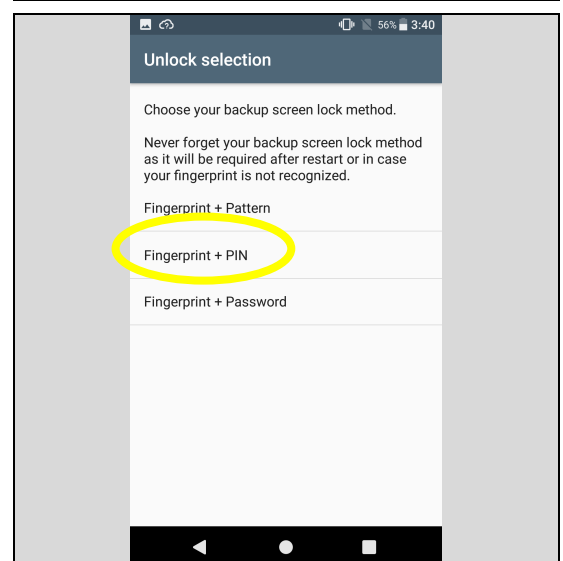 56% 3:40
Unlock selection
Choose your backup screen lock method.
Never forget your backup screen lock method
as it will be required after restart or in case
your fingerprint is not recognized.
Fingerprint + Pattern
Fingerprint + PIN
Fingerprint + Password